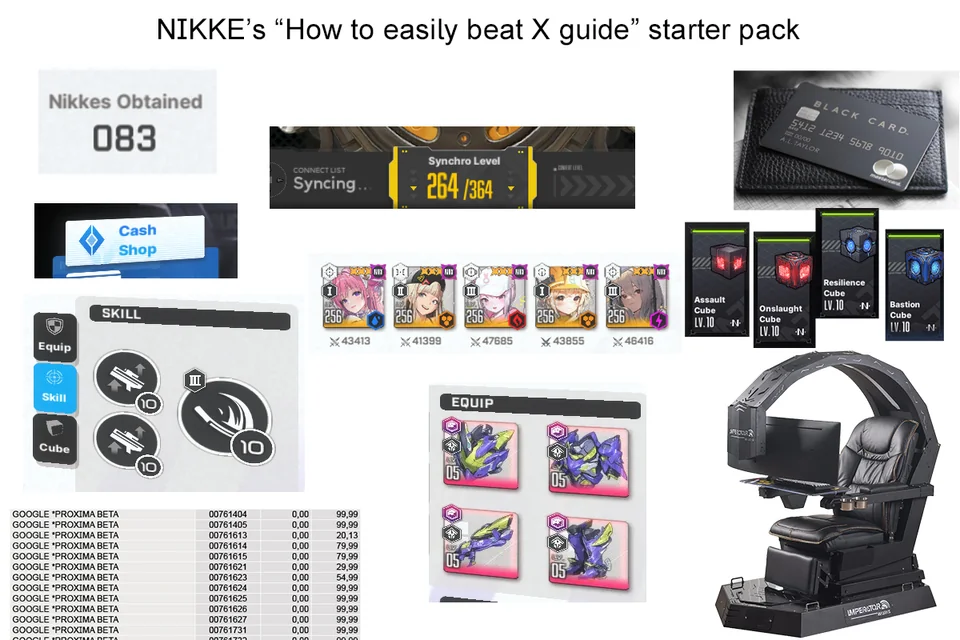 NIKKE's “How to easily beat X guide” starter pack
Nikkes Obtained
083
CONNECT LIST
Syncing...
Synchro Level
264 /364
BLACK CARD.
5412 1234 5678 9010
A.L. TAYLOR
Cash
Shop
Assault
Cube
LV.10
Onslaught
Cube
LV.10
Resilience
Cube
LV.10
Bastion
Cube
LV.10
I
256
43413
II
256
41399
III
256
47685
I
256
43855
256
46416
Equip
Skill
Cube
SKILL
10
10
III
10
EQUIP
05
05
05
05
IMPERATOR
GOOGLE *PROXIMA BETA 00761404 0,00 99,99
GOOGLE *PROXIMA BETA 00761405 0,00 99,99
GOOGLE *PROXIMA BETA 00761613 0,00 20,13
GOOGLE *PROXIMA BETA 00761614 0,00 79,99
GOOGLE *PROXIMA BETA 00761615 0,00 79,99
GOOGLE *PROXIMA BETA 00761621 0,00 29,99
GOOGLE *PROXIMA BETA 00761623 0,00 54,99
GOOGLE *PROXIMA BETA 00761624 0,00 99,99
GOOGLE *PROXIMA BETA 00761625 0,00 99,99
GOOGLE *PROXIMA BETA 00761626 0,00 99,99
GOOGLE *PROXIMA BETA 00761627 0,00 99,99
GOOGLE *PROXIMA BETA 00761731 0,00 99,99
IMPERATOR